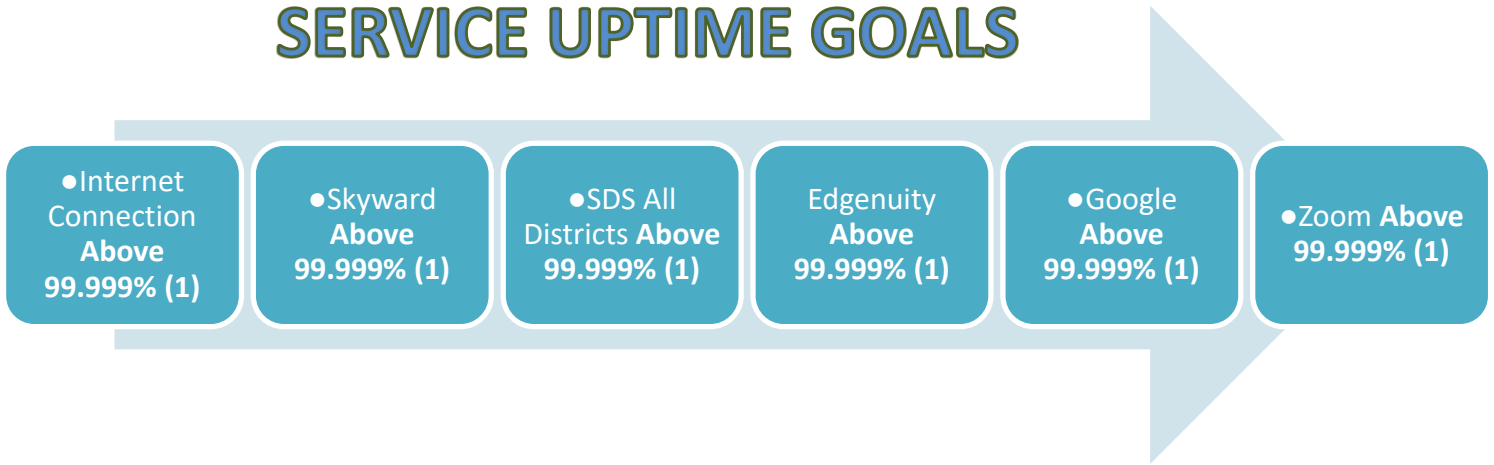 SERVICE UPTIME GOALS
●Internet
Connection
Above
99.999% (1)
●Skyward
Above
99.999% (1)
●SDS All
Districts Above
99.999% (1)
Edgenuity
Above
99.999% (1)
●Google
Above
99.999% (1)
●Zoom Above
99.999% (1)